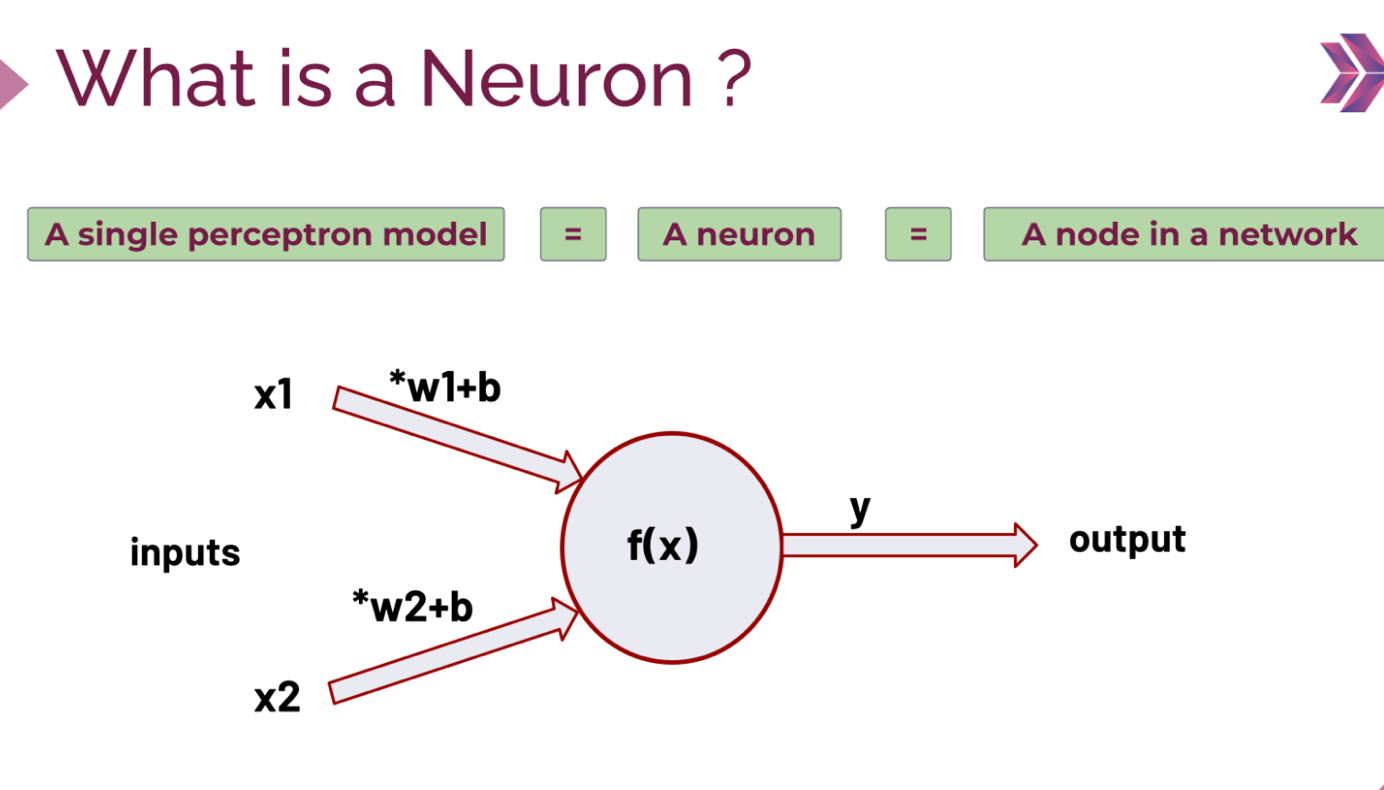 What is a Neuron ?
A single perceptron model = A neuron = A node in a network
x1
*w1+b
inputs
f(x)
y
output
*w2+b
x2